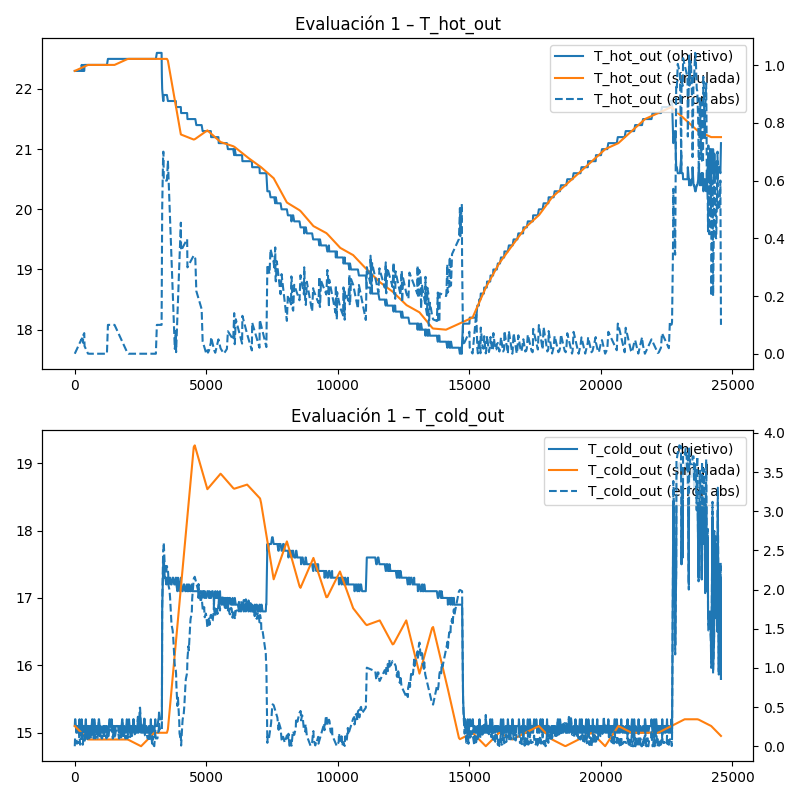 Evaluación 1 – T_hot_out
T_hot_out (objetivo)
T_hot_out (simulada)
T_hot_out (error abs)
22
21
20
19
18
1.0
0.8
0.6
0.4
0.2
0.0
0 5000 10000 15000 20000 25000
Evaluación 1 – T_cold_out
T_cold_out (objetivo)
T_cold_out (simulada)
T_cold_out (error abs)
19
18
17
16
15
4.0
3.5
3.0
2.5
2.0
1.5
1.0
0.5
0.0
0 5000 10000 15000 20000 25000